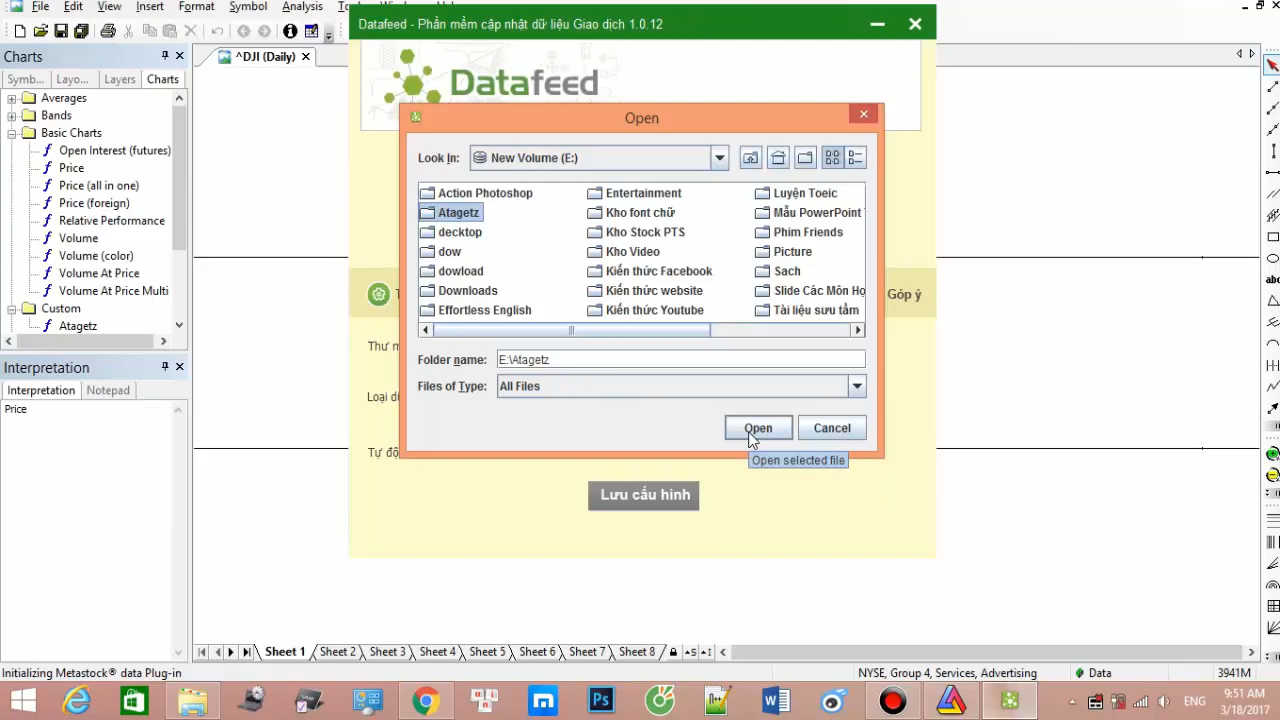 File Edit View Insert Format Symbol Analysis
Datafeed - Phần mềm cập nhật dữ liệu Giao dịch 1.0.12
Charts
^DJI (Daily)
Datafeed
Symb... Layo... Layers Charts
Averages
Bands
Basic Charts
Open Interest (futures)
Price
Price (all in one)
Price (foreign)
Relative Performance
Volume
Volume (color)
Volume At Price
Volume At Price Multi
Custom
Atagetz
Open
Look In: New Volume (E:)
Action Photoshop Entertainment Luyện Toeic
Atagetz Kho font chữ Mẫu PowerPoint
decktop Kho Stock PTS Phim Friends
dow Kho Video Picture
dowload Kiến thức Facebook Sach
Downloads Kiến thức website Slide Các Môn Họ
Effortless English Kiến thức Youtube Tài liệu sưu tầm
Folder name: E:\Atagetz
Files of Type: All Files
Open Cancel
Open selected file
Góp ý
Thư m
Loại d
Tự độ
Lưu cấu hình
Interpretation
Interpretation Notepad
Price
Sheet 1 Sheet 2 Sheet 3 Sheet 4 Sheet 5 Sheet 6 Sheet 7 Sheet 8
Initializing Metastock® data Plug-in
NYSE, Group 4, Services, Advertising Data 3941M
ENG
9:51 AM
3/18/2017